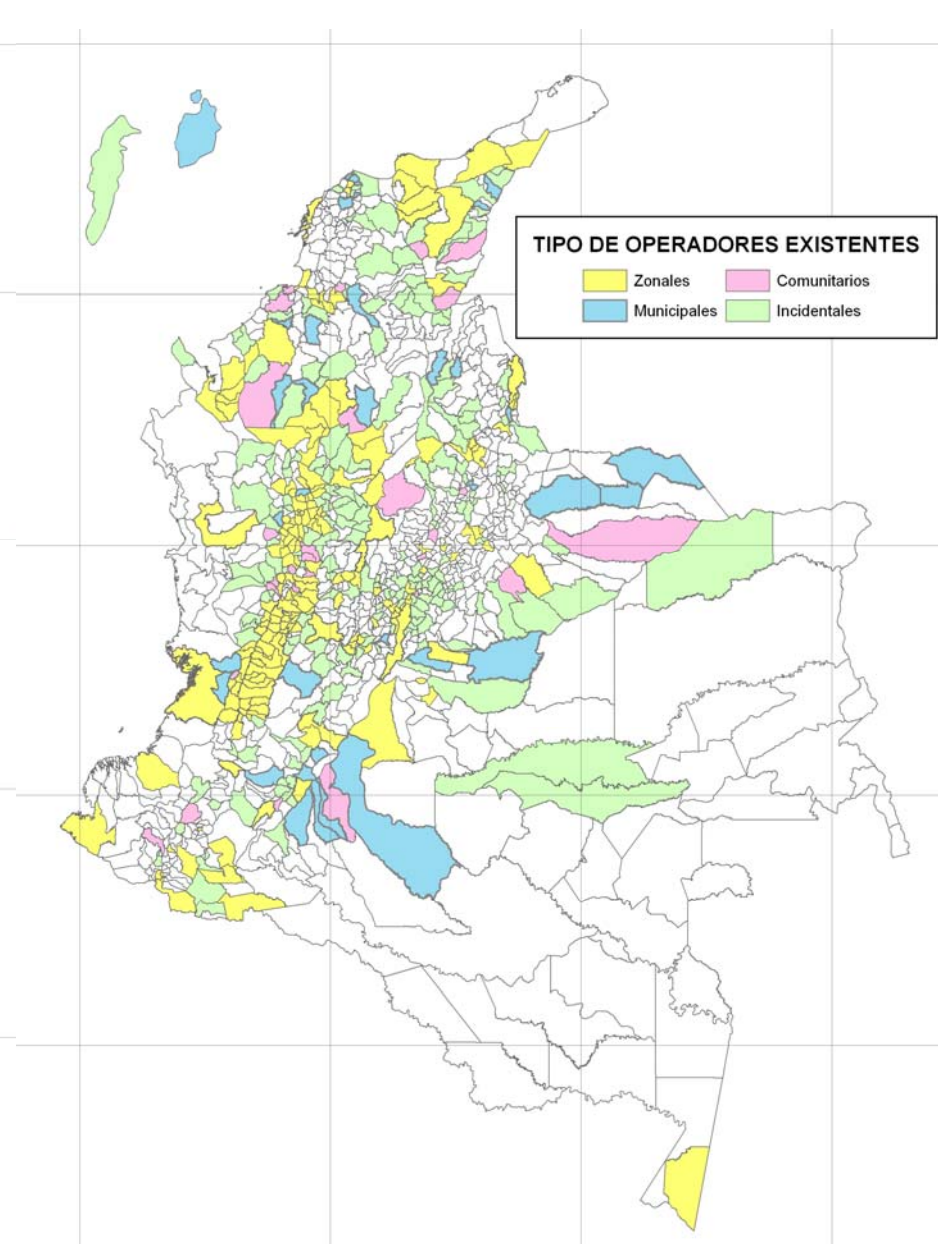 TIPO DE OPERADORES EXISTENTES
Zonales Comunitarios
Municipales Incidentales